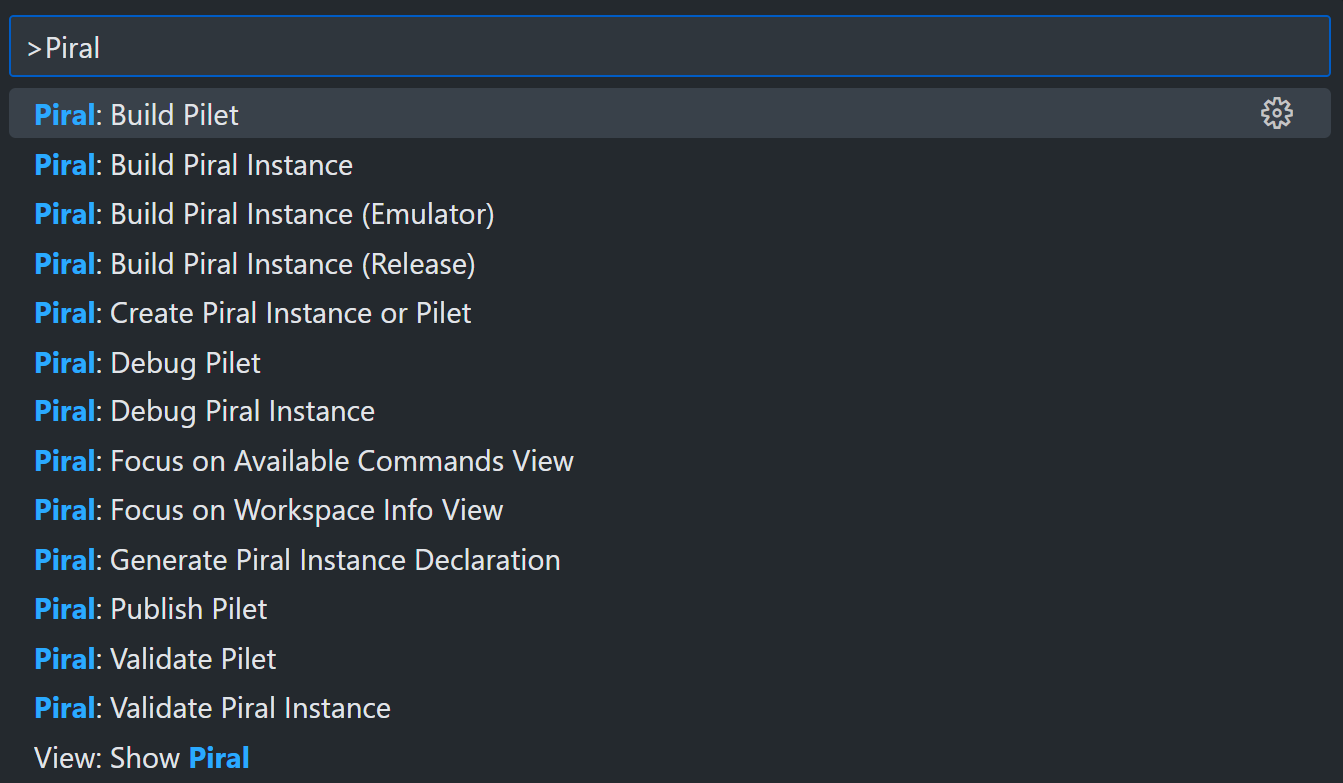 >Piral
Piral: Build Pilet
Piral: Build Piral Instance
Piral: Build Piral Instance (Emulator)
Piral: Build Piral Instance (Release)
Piral: Create Piral Instance or Pilet
Piral: Debug Pilet
Piral: Debug Piral Instance
Piral: Focus on Available Commands View
Piral: Focus on Workspace Info View
Piral: Generate Piral Instance Declaration
Piral: Publish Pilet
Piral: Validate Pilet
Piral: Validate Piral Instance
View: Show Piral